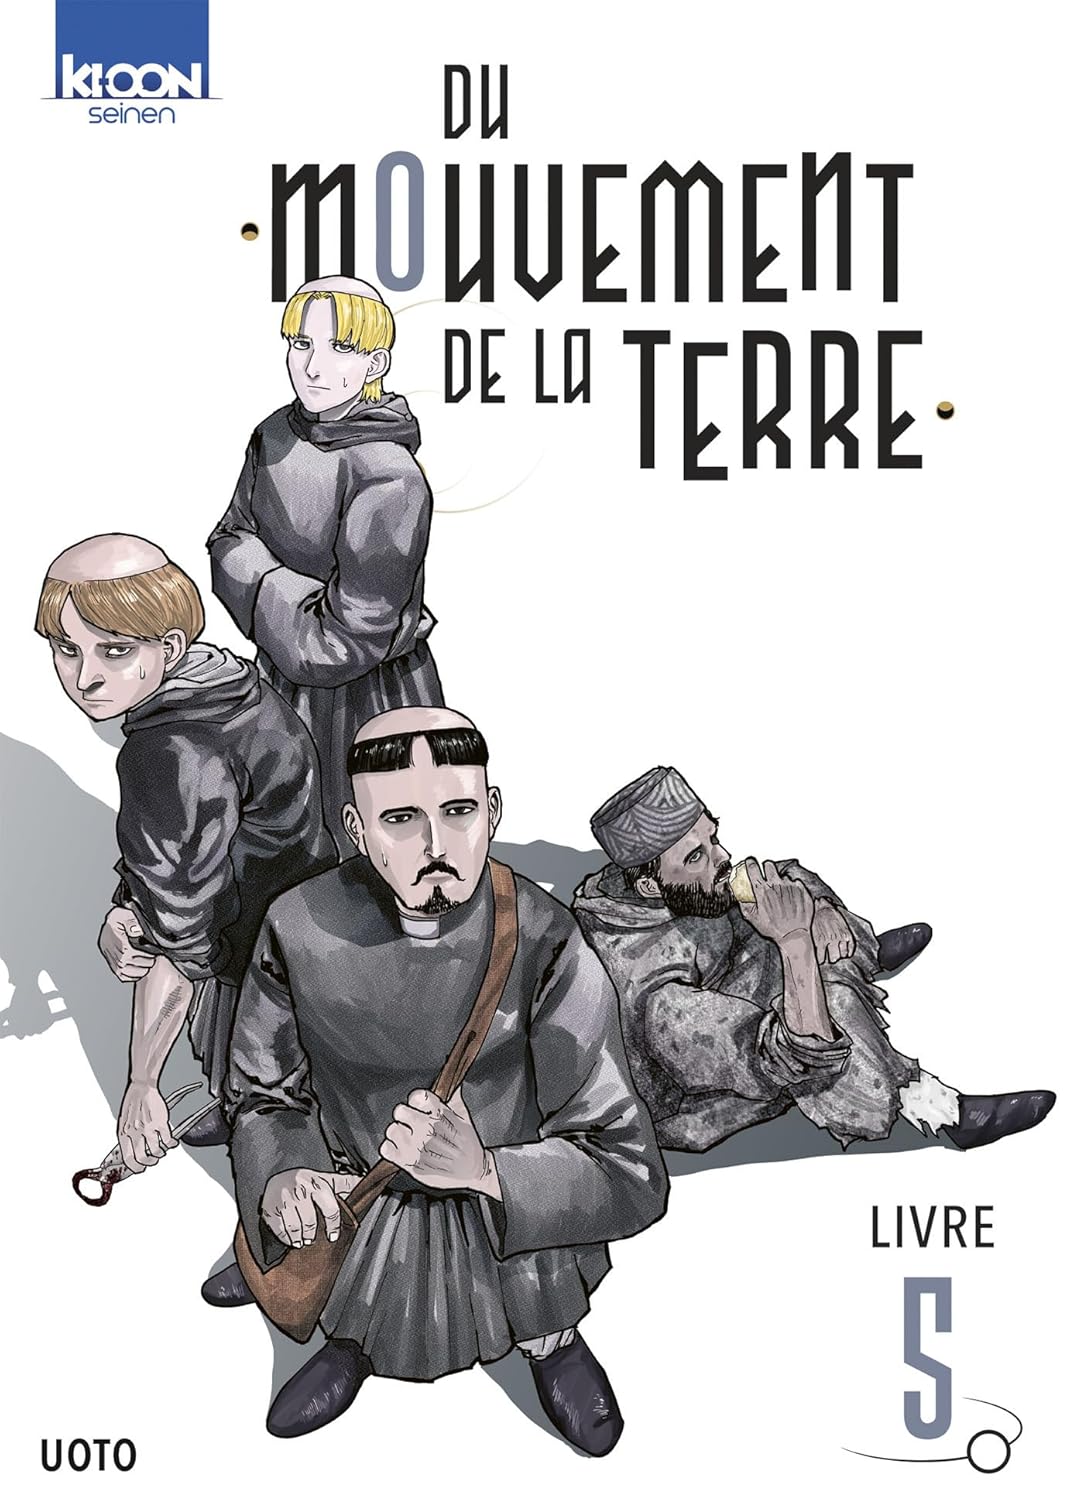 KI-OON
seinen
DU
MOUVEMENT
DE LA TERRE
LIVRE
5
UOTO